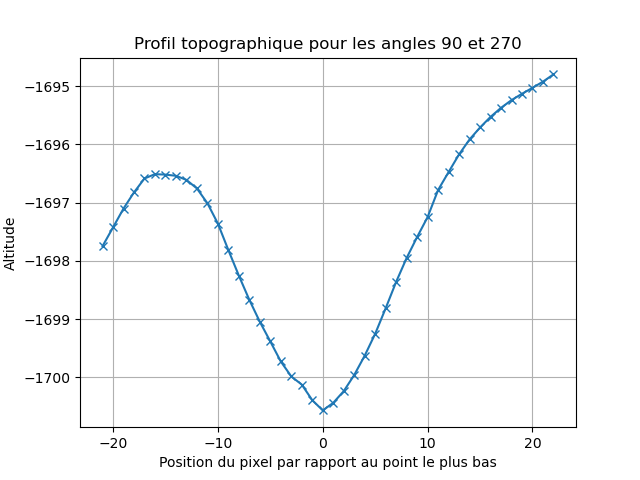 Profil topographique pour les angles 90 et 270
Altitude
−1695
−1696
−1697
−1698
−1699
−1700
−20 −10 0 10 20
Position du pixel par rapport au point le plus bas